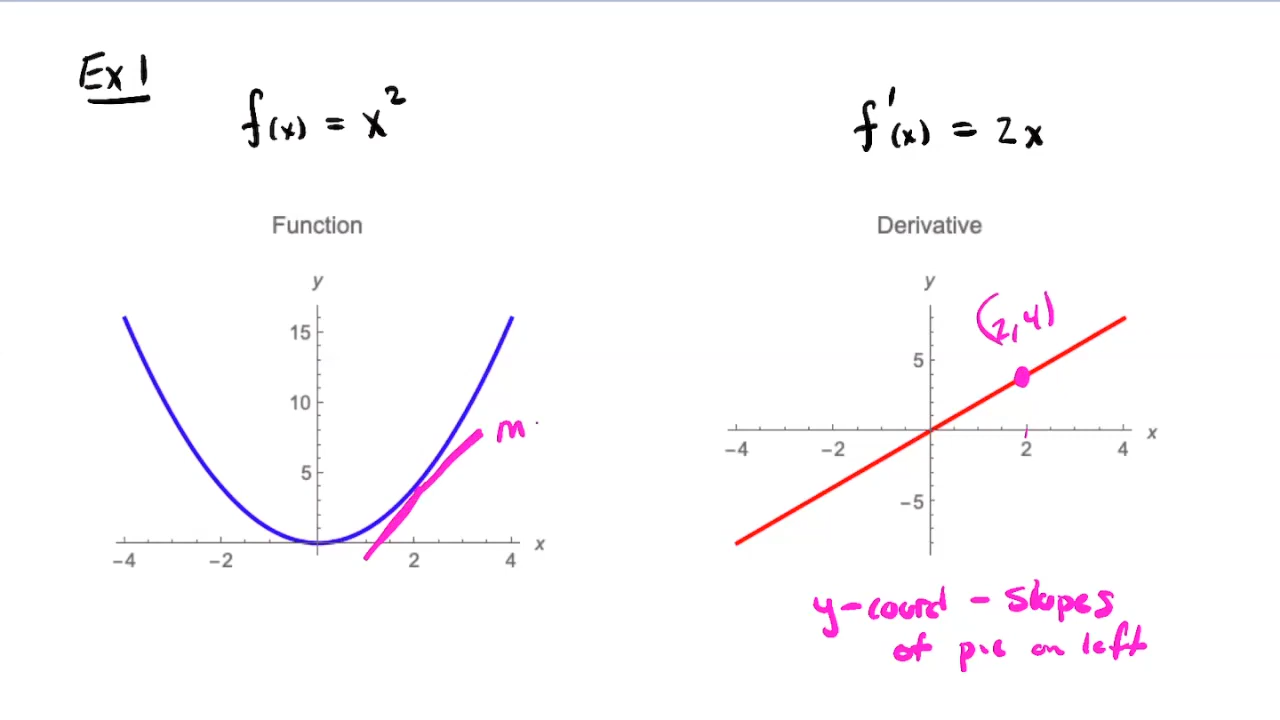 Ex 1
f(x) = x²
f'(x) = 2x
Function
Derivative
y
15
10
5
-4
-2
2
4
x
m
y
5
-5
-4
-2
2
4
x
(2,4)
y-coord - slopes
of pic on left